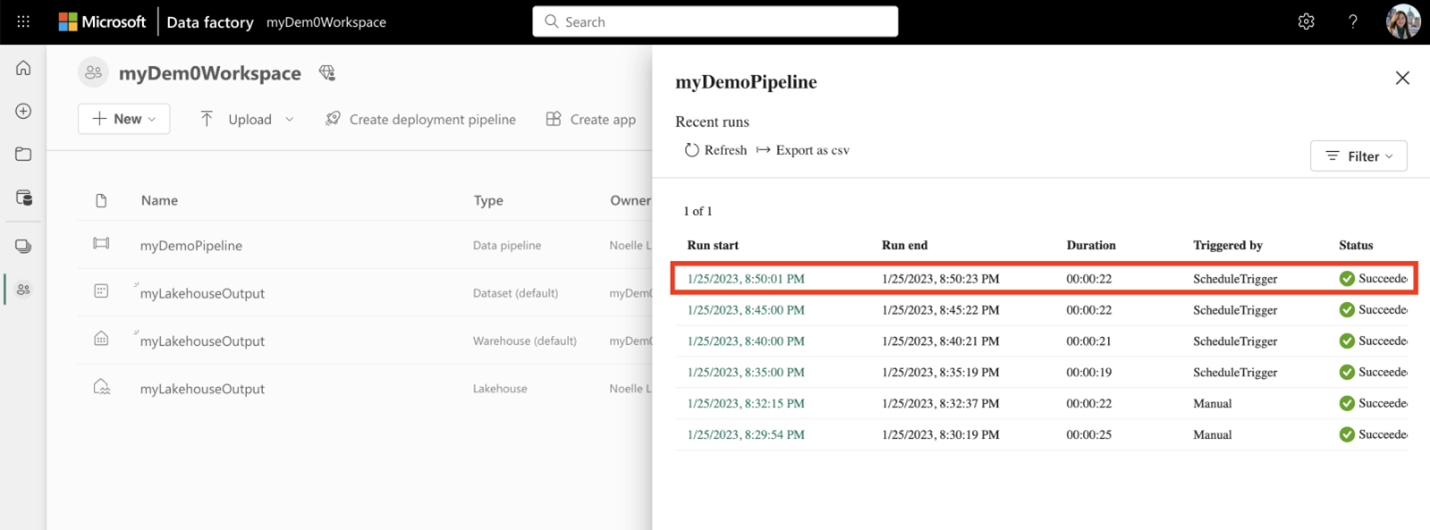 Microsoft Data factory myDem0Workspace Search ?
myDem0Workspace
New Upload Create deployment pipeline Create app
Name Type Owner
myDemoPipeline Data pipeline Noelle L
myLakehouseOutput Dataset (default) myDem0
myLakehouseOutput Warehouse (default) myDem0
myLakehouseOutput Lakehouse Noelle L
myDemoPipeline
Recent runs
Refresh Export as csv
Filter
1 of 1
Run start Run end Duration Triggered by Status
1/25/2023, 8:50:01 PM 1/25/2023, 8:50:23 PM 00:00:22 ScheduleTrigger Succeede
1/25/2023, 8:45:00 PM 1/25/2023, 8:45:22 PM 00:00:22 ScheduleTrigger Succeede
1/25/2023, 8:40:00 PM 1/25/2023, 8:40:21 PM 00:00:21 ScheduleTrigger Succeede
1/25/2023, 8:35:00 PM 1/25/2023, 8:35:19 PM 00:00:19 ScheduleTrigger Succeede
1/25/2023, 8:32:15 PM 1/25/2023, 8:32:37 PM 00:00:22 Manual Succeede
1/25/2023, 8:29:54 PM 1/25/2023, 8:30:19 PM 00:00:25 Manual Succeede